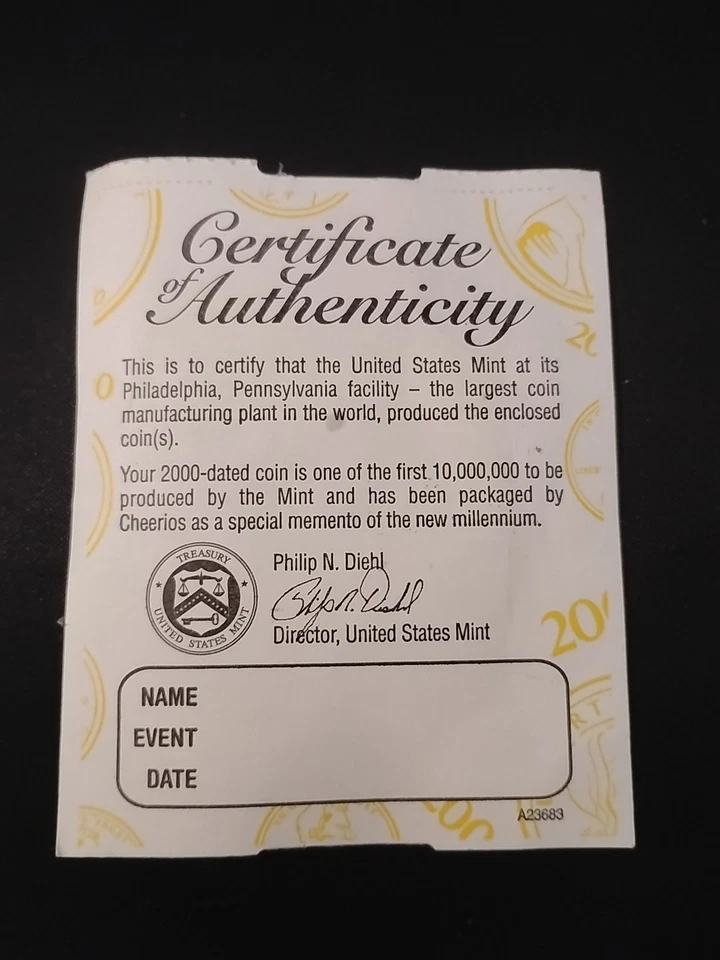 Certificate
of Authenticity
This is to certify that the United States Mint at its
Philadelphia, Pennsylvania facility – the largest coin
manufacturing plant in the world, produced the enclosed
coin(s).
Your 2000-dated coin is one of the first 10,000,000 to be
produced by the Mint and has been packaged by
Cheerios as a special memento of the new millennium.
TREASURY
UNITED STATES MINT
Philip N. Diehl
Philip N. Diehl
Director, United States Mint
NAME
EVENT
DATE
A23683